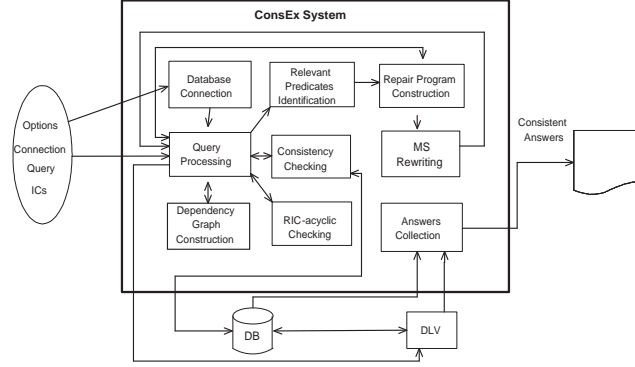 ConsEx System
Options
Connection
Query
ICs
Database
Connection
Relevant
Predicates
Identification
Repair Program
Construction
Query
Processing
Consistency
Checking
MS
Rewriting
Dependency
Graph
Construction
RIC-acyclic
Checking
Answers
Collection
Consistent
Answers
DB
DLV